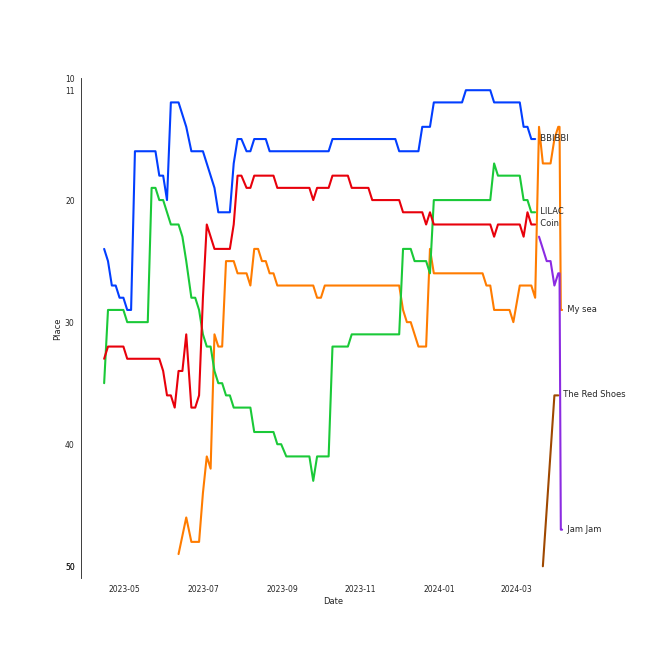 10
11
20
30
40
50
Place
BBIBBI
LILAC
Coin
My sea
The Red Shoes
Jam Jam
2023-05
2023-07
2023-09
2023-11
2024-01
2024-03
Date